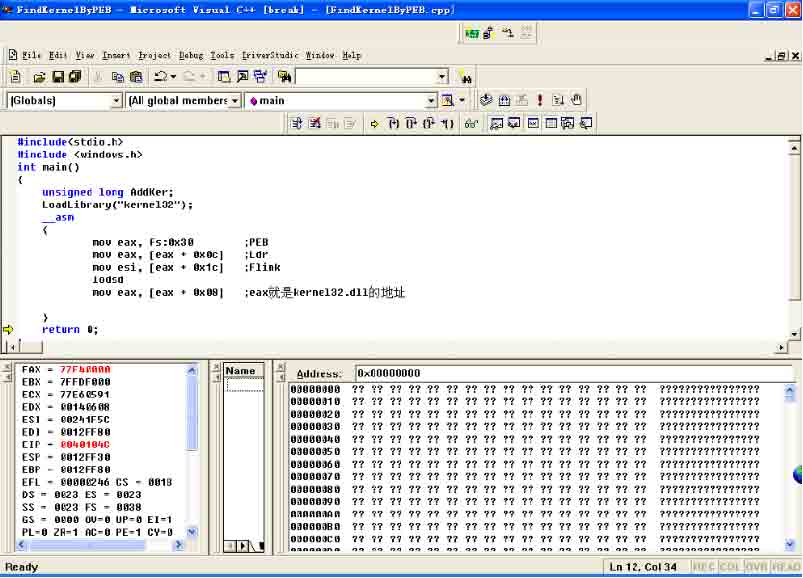 FindKernelByPEB - Microsoft Visual C++ [break] - [FindKernelByPEB.cpp]
File Edit View Insert Project Debug Tools DriverStudio Window Help
(Globals) (All global members main
#include<stdio.h>
#include <windows.h>
int main()
{
unsigned long AddKer;
LoadLibrary("kernel32");
__asm
{
mov eax, fs:0x30 ;PEB
mov eax, [eax + 0x0c] ;Ldr
mov esi, [eax + 0x1c] ;Flink
lodsd
mov eax, [eax + 0x08] ;eax就是kernel32.dll的地址
}
return 0;
EAX = 77E40000
EBX = 7FFDF000
ECX = 77E60591
EDX = 00140608
ESI = 00241F5C
EDI = 0012FF80
EIP = 0040104C
ESP = 0012FF30
EBP = 0012FF80
EFL = 00000246 CS = 001B
DS = 0023 ES = 0023
SS = 0023 FS = 0038
GS = 0000 OV=0 UP=0 EI=1
PL=0 ZR=1 AC=0 PE=1 CY=0
Name
Address: 0x00000000
00000000 ?? ?? ?? ?? ?? ?? ?? ?? ?? ?? ?? ?? ?? ?? ?? ?? ????????????????
00000010 ?? ?? ?? ?? ?? ?? ?? ?? ?? ?? ?? ?? ?? ?? ?? ?? ????????????????
00000020 ?? ?? ?? ?? ?? ?? ?? ?? ?? ?? ?? ?? ?? ?? ?? ?? ????????????????
00000030 ?? ?? ?? ?? ?? ?? ?? ?? ?? ?? ?? ?? ?? ?? ?? ?? ????????????????
00000040 ?? ?? ?? ?? ?? ?? ?? ?? ?? ?? ?? ?? ?? ?? ?? ?? ????????????????
00000050 ?? ?? ?? ?? ?? ?? ?? ?? ?? ?? ?? ?? ?? ?? ?? ?? ????????????????
00000060 ?? ?? ?? ?? ?? ?? ?? ?? ?? ?? ?? ?? ?? ?? ?? ?? ????????????????
00000070 ?? ?? ?? ?? ?? ?? ?? ?? ?? ?? ?? ?? ?? ?? ?? ?? ????????????????
00000080 ?? ?? ?? ?? ?? ?? ?? ?? ?? ?? ?? ?? ?? ?? ?? ?? ????????????????
00000090 ?? ?? ?? ?? ?? ?? ?? ?? ?? ?? ?? ?? ?? ?? ?? ?? ????????????????
000000A0 ?? ?? ?? ?? ?? ?? ?? ?? ?? ?? ?? ?? ?? ?? ?? ?? ????????????????
000000B0 ?? ?? ?? ?? ?? ?? ?? ?? ?? ?? ?? ?? ?? ?? ?? ?? ????????????????
000000C0 ?? ?? ?? ?? ?? ?? ?? ?? ?? ?? ?? ?? ?? ?? ?? ?? ????????????????
Ready Ln 12, Col 34 REC COL OVR READ